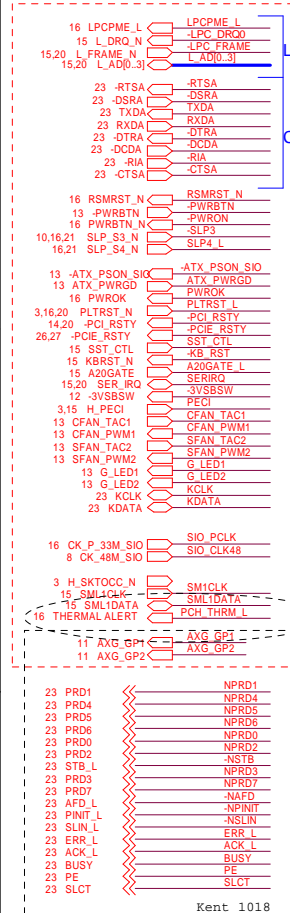 16 LPCPME_L LPCPME_L
15 L_DRQ_N -LPC_DRQ0
15,20 L_FRAME_N -LPC_FRAME
15,20 L_AD[0..3] L_AD[0..3]
L
23 -RTSA -RTSA
23 -DSRA -DSRA
23 TXDA TXDA
23 RXDA RXDA
23 -DTRA -DTRA
23 -DCDA -DCDA
23 -RIA -RIA
23 -CTSA -CTSA
16 RSMRST_N RSMRST_N
13 -PWRBTN -PWRBTN
16 PWRBTN_N -PWRON
10,16,21 SLP_S3_N -SLP3
16,21 SLP_S4_N SLP4_L
13 -ATX_PSON_SIO -ATX_PSON_SIO
13 ATX_PWRGD ATX_PWRGD
16 PWROK PWROK
3,16,20 PLTRST_N PLTRST_L
14,20 -PCI_RSTY -PCI_RSTY
26,27 -PCIE_RSTY -PCIE_RSTY
15 SST_CTL SST_CTL
15 KBRST_N -KB_RST
15 A20GATE A20GATE_L
15,20 SER_IRQ SERIRQ
12 -3VSBSW -3VSBSW
3,15 H_PECI PECI
13 CFAN_TAC1 CFAN_TAC1
13 CFAN_PWM1 CFAN_PWM1
13 SFAN_TAC2 SFAN_TAC2
13 SFAN_PWM2 SFAN_PWM2
13 G_LED1 G_LED1
13 G_LED2 G_LED2
23 KCLK KCLK
23 KDATA KDATA
16 CK_P_33M_SIO SIO_PCLK
8 CK_48M_SIO SIO_CLK48
3 H_SKTOCC_N
15 SML1CLK SM1CLK
15 SML1DATA SML1DATA
16 THERMAL ALERT PCH_THRM_L
11 AXG_GP1 AXG_GP1
11 AXG_GP2 AXG_GP2
23 PRD1 NPRD1
23 PRD4 NPRD4
23 PRD5 NPRD5
23 PRD6 NPRD6
23 PRD0 NPRD0
23 PRD2 NPRD2
23 STB_L -NSTB
23 PRD3 NPRD3
23 PRD7 NPRD7
23 AFD_L -NAFD
23 PINIT_L -NPINIT
23 SLIN_L -NSLIN
23 ERR_L ERR_L
23 ACK_L ACK_L
23 BUSY BUSY
23 PE PE
23 SLCT SLCT
Kent 1018